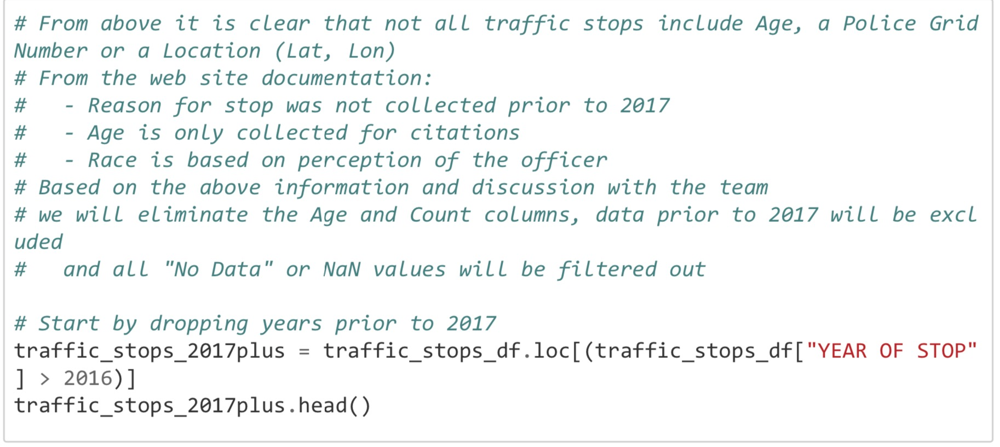 # From above it is clear that not all traffic stops include Age, a Police Grid
Number or a Location (Lat, Lon)
# From the web site documentation:
#   - Reason for stop was not collected prior to 2017
#   - Age is only collected for citations
#   - Race is based on perception of the officer
# Based on the above information and discussion with the team
# we will eliminate the Age and Count columns, data prior to 2017 will be excl
uded
#   and all "No Data" or NaN values will be filtered out

# Start by dropping years prior to 2017
traffic_stops_2017plus = traffic_stops_df.loc[(traffic_stops_df["YEAR OF STOP"
] > 2016)]
traffic_stops_2017plus.head()